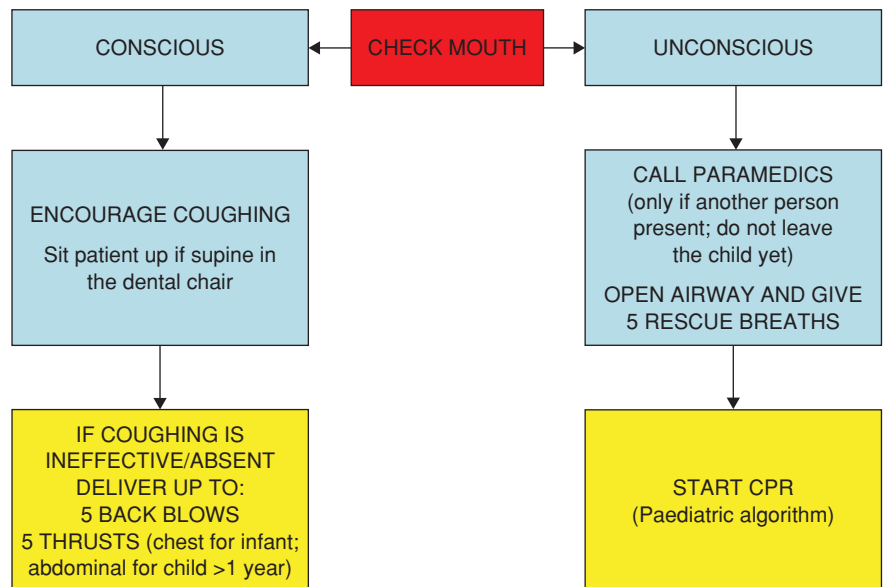 CONSCIOUS
CHECK MOUTH
UNCONSCIOUS
ENCOURAGE COUGHING
Sit patient up if supine in
the dental chair
CALL PARAMEDICS
(only if another person
present; do not leave
the child yet)
OPEN AIRWAY AND GIVE
5 RESCUE BREATHS
IF COUGHING IS
INEFFECTIVE/ABSENT
DELIVER UP TO:
5 BACK BLOWS
5 THRUSTS (chest for infant;
abdominal for child >1 year)
START CPR
(Paediatric algorithm)